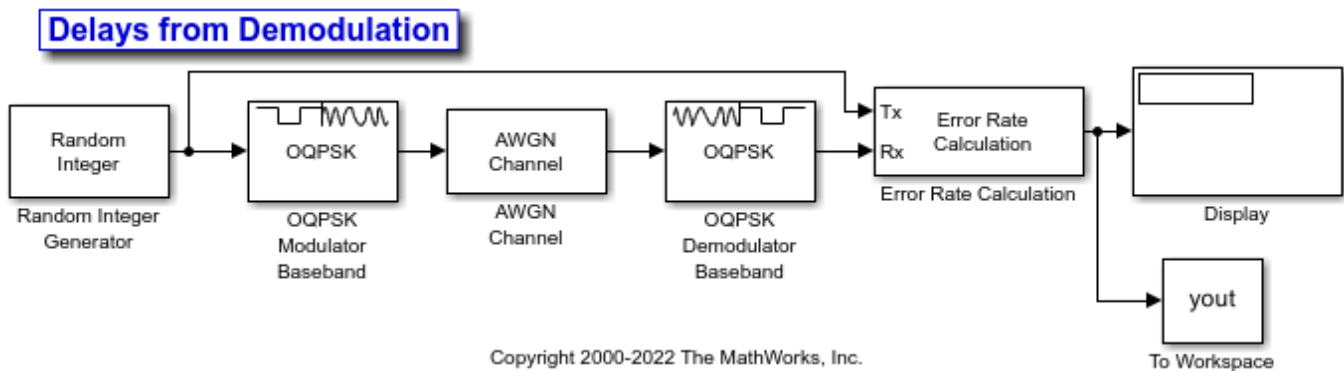 Delays from Demodulation
Random
Integer
Random Integer
Generator
OQPSK
OQPSK
Modulator
Baseband
AWGN
Channel
AWGN
Channel
OQPSK
OQPSK
Demodulator
Baseband
Tx
Rx
Error Rate
Calculation
Error Rate Calculation
Display
yout
To Workspace
Copyright 2000-2022 The MathWorks, Inc.